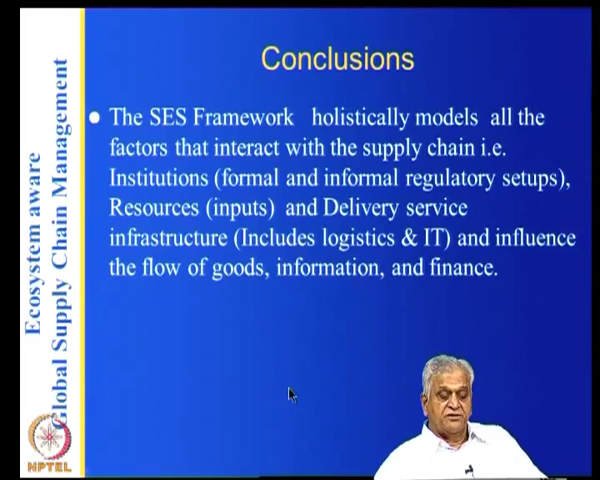 Conclusions
The SES Framework holistically models all the
factors that interact with the supply chain i.e.
Institutions (formal and informal regulatory setups),
Resources (inputs) and Delivery service
infrastructure (Includes logistics & IT) and influence
the flow of goods, information, and finance.
Ecosystem aware
Global Supply Chain Management
NPTEL